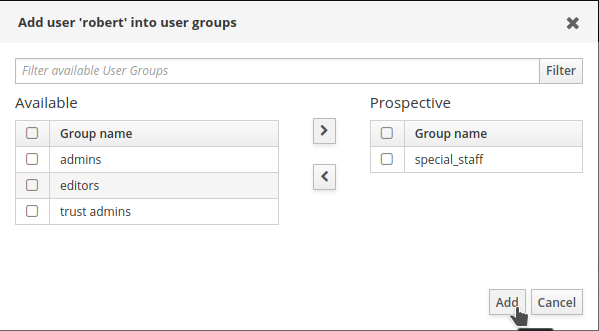 Add user 'robert' into user groups
Filter available User Groups
Filter
Available
Prospective
Group name
Group name
admins
special_staff
editors
trust admins
Add
Cancel